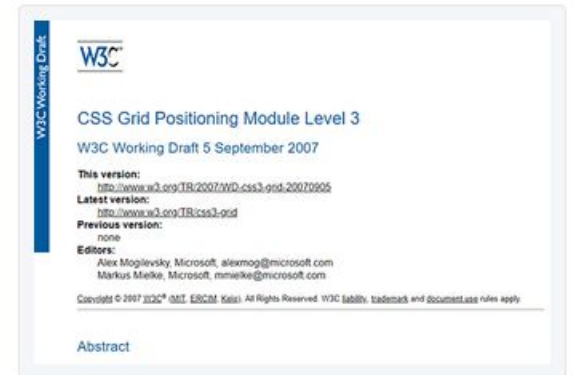 W3C Working Draft
W3C
CSS Grid Positioning Module Level 3
W3C Working Draft 5 September 2007
This version:
http://www.w3.org/TR/2007/WD-css3-grid-20070905
Latest version:
http://www.w3.org/TR/css3-grid
Previous version:
none
Editors:
Alex Mogilevsky, Microsoft, alexmog@microsoft.com
Markus Mielke, Microsoft, mmielke@microsoft.com
Copyright © 2007 W3C® (MIT, ERCIM, Keio), All Rights Reserved. W3C liability, trademark and document use rules apply.
Abstract